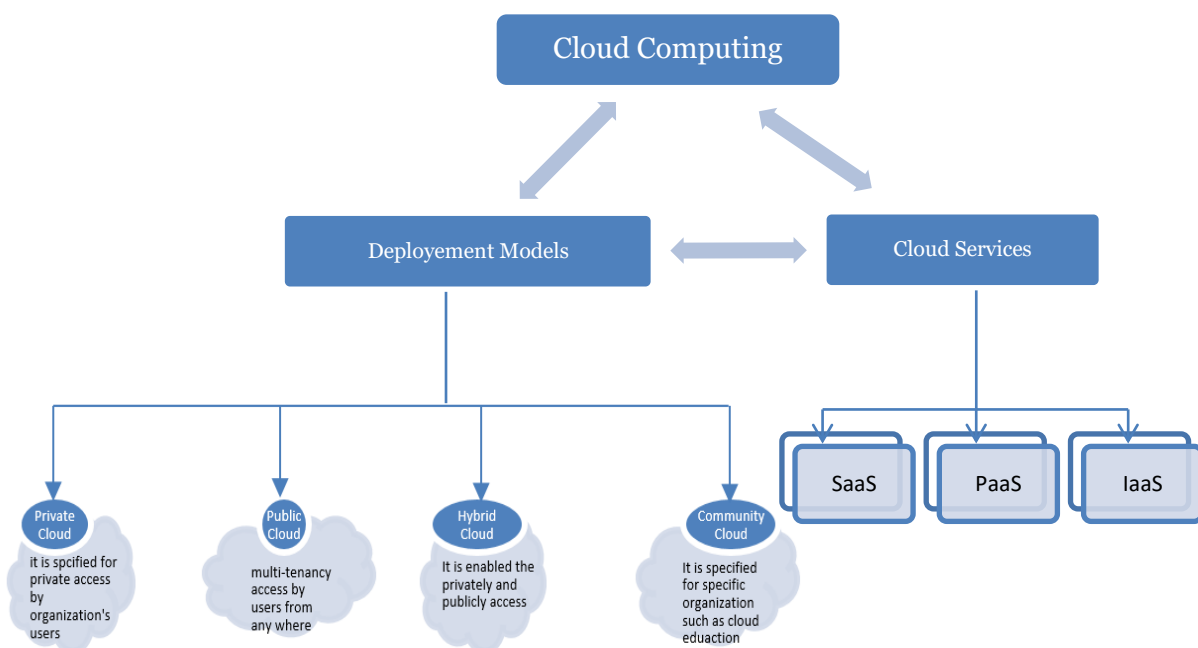 Cloud Computing
Deployement Models
Cloud Services
SaaS
PaaS
IaaS
Private
Cloud
it is spcified for
private access
by
organization's
users
Public
Cloud
multi-tenancy
access by
users from
any where
Hybrid
Cloud
It is enabled the
privately and
publicly access
Community
Cloud
It is specified
for specific
organization
such as cloud
eduaction